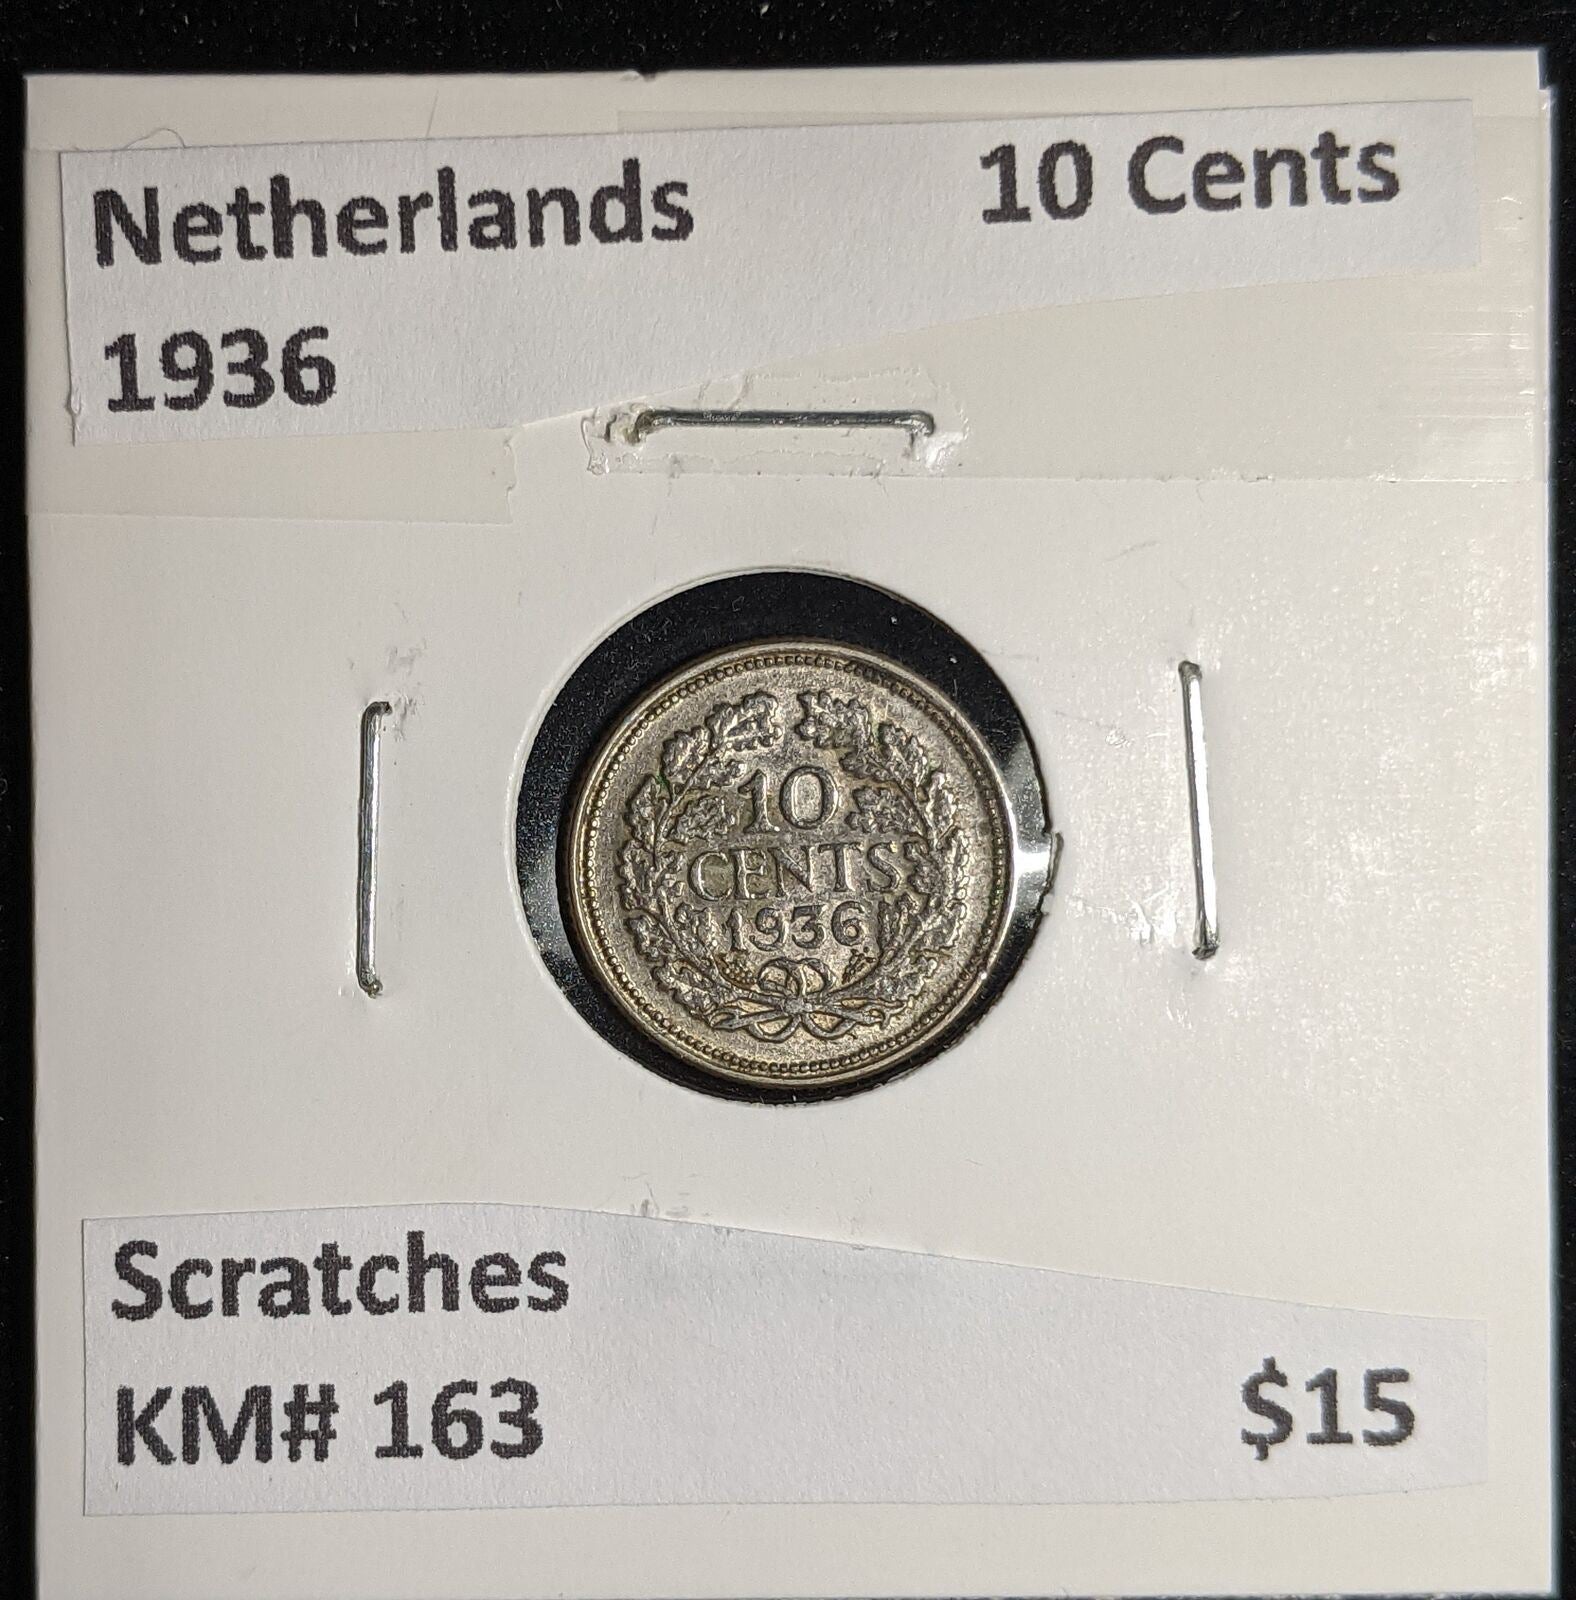 Netherlands 10 Cents
1936
10
CENTS
1936
Scratches
KM# 163 $15